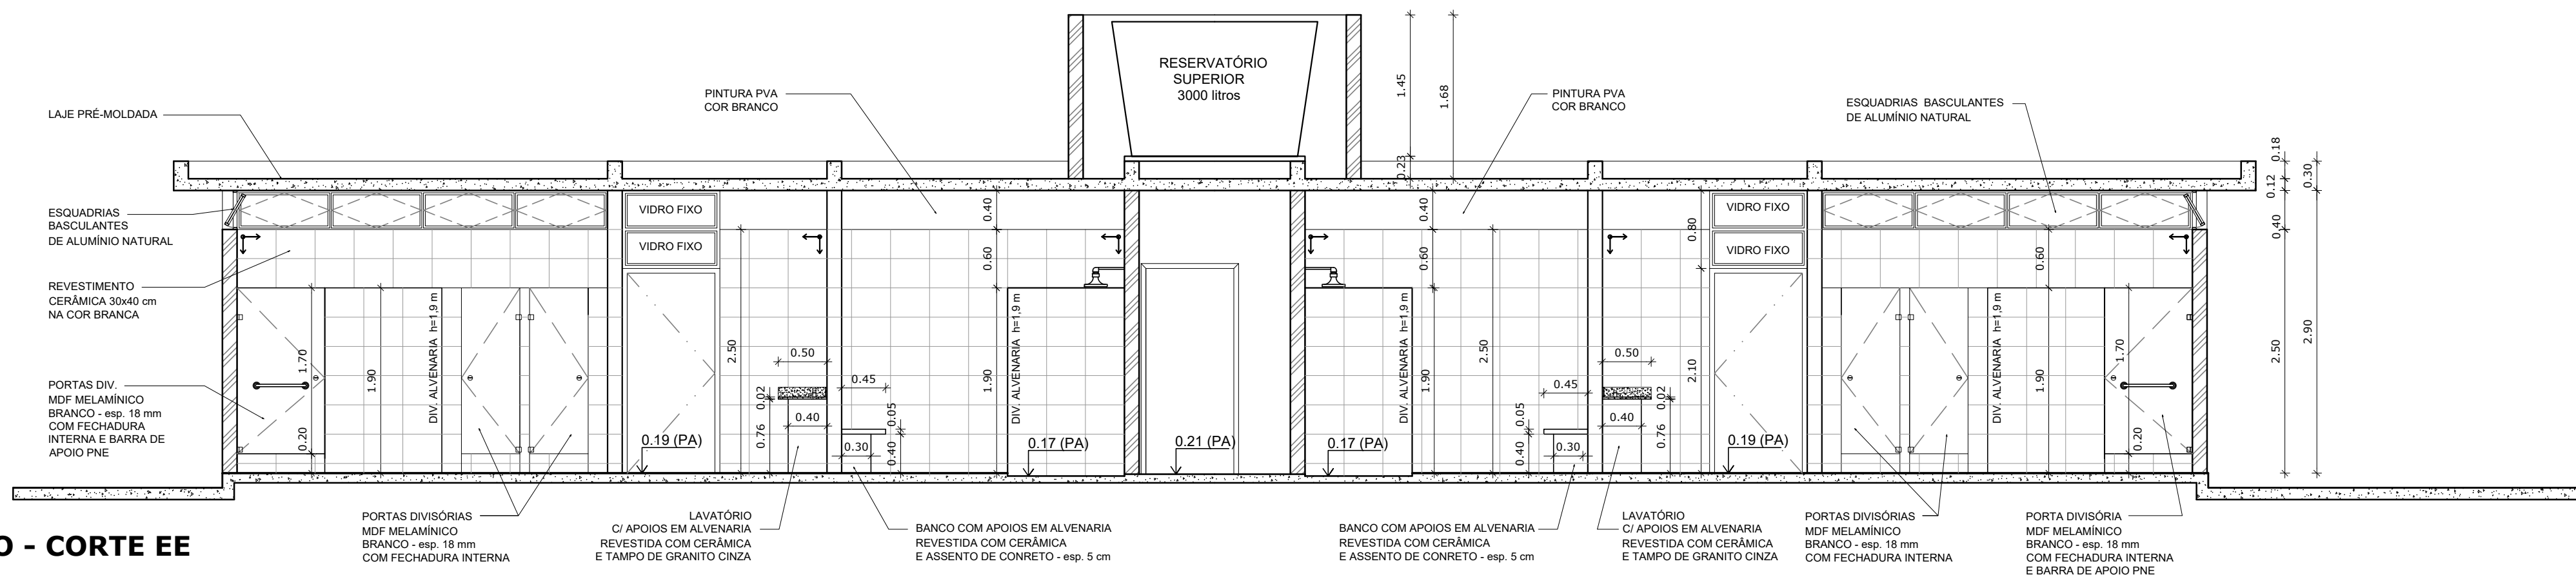 RESERVATÓRIO
SUPERIOR
3000 litros
1.45
1.68
0.23
LAJE PRÉ-MOLDADA
PINTURA PVA
COR BRANCO
PINTURA PVA
COR BRANCO
ESQUADRIAS BASCULANTES
DE ALUMÍNIO NATURAL
0.18
0.30
0.12
0.40
2.50
2.90
ESQUADRIAS
BASCULANTES
DE ALUMÍNIO NATURAL
REVESTIMENTO
CERÂMICA 30x40 cm
NA COR BRANCA
PORTAS DIV.
MDF MELAMÍNICO
BRANCO - esp. 18 mm
COM FECHADURA
INTERNA E BARRA DE
APOIO PNE
1.70
0.20
1.90
DIV. ALVENARIA h=1,9 m
VIDRO FIXO
VIDRO FIXO
0.19 (PA)
2.50
0.50
0.02
0.40
0.76
0.45
0.05
0.30
0.40
0.40
0.60
1.90
DIV. ALVENARIA h=1,9 m
0.17 (PA)
0.21 (PA)
0.17 (PA)
DIV. ALVENARIA h=1,9 m
0.40
0.60
1.90
2.50
0.45
0.05
0.30
0.40
0.50
0.02
0.40
0.76
0.80
2.10
VIDRO FIXO
VIDRO FIXO
0.19 (PA)
DIV. ALVENARIA h=1,9 m
0.60
1.90
1.70
0.20
O - CORTE EE
PORTAS DIVISÓRIAS
MDF MELAMÍNICO
BRANCO - esp. 18 mm
COM FECHADURA INTERNA
LAVATÓRIO
C/ APOIOS EM ALVENARIA
REVESTIDA COM CERÂMICA
E TAMPO DE GRANITO CINZA
BANCO COM APOIOS EM ALVENARIA
REVESTIDA COM CERÂMICA
E ASSENTO DE CONRETO - esp. 5 cm
BANCO COM APOIOS EM ALVENARIA
REVESTIDA COM CERÂMICA
E ASSENTO DE CONRETO - esp. 5 cm
LAVATÓRIO
C/ APOIOS EM ALVENARIA
REVESTIDA COM CERÂMICA
E TAMPO DE GRANITO CINZA
PORTAS DIVISÓRIAS
MDF MELAMÍNICO
BRANCO - esp. 18 mm
COM FECHADURA INTERNA
PORTA DIVISÓRIA
MDF MELAMÍNICO
BRANCO - esp. 18 mm
COM FECHADURA INTERNA
E BARRA DE APOIO PNE